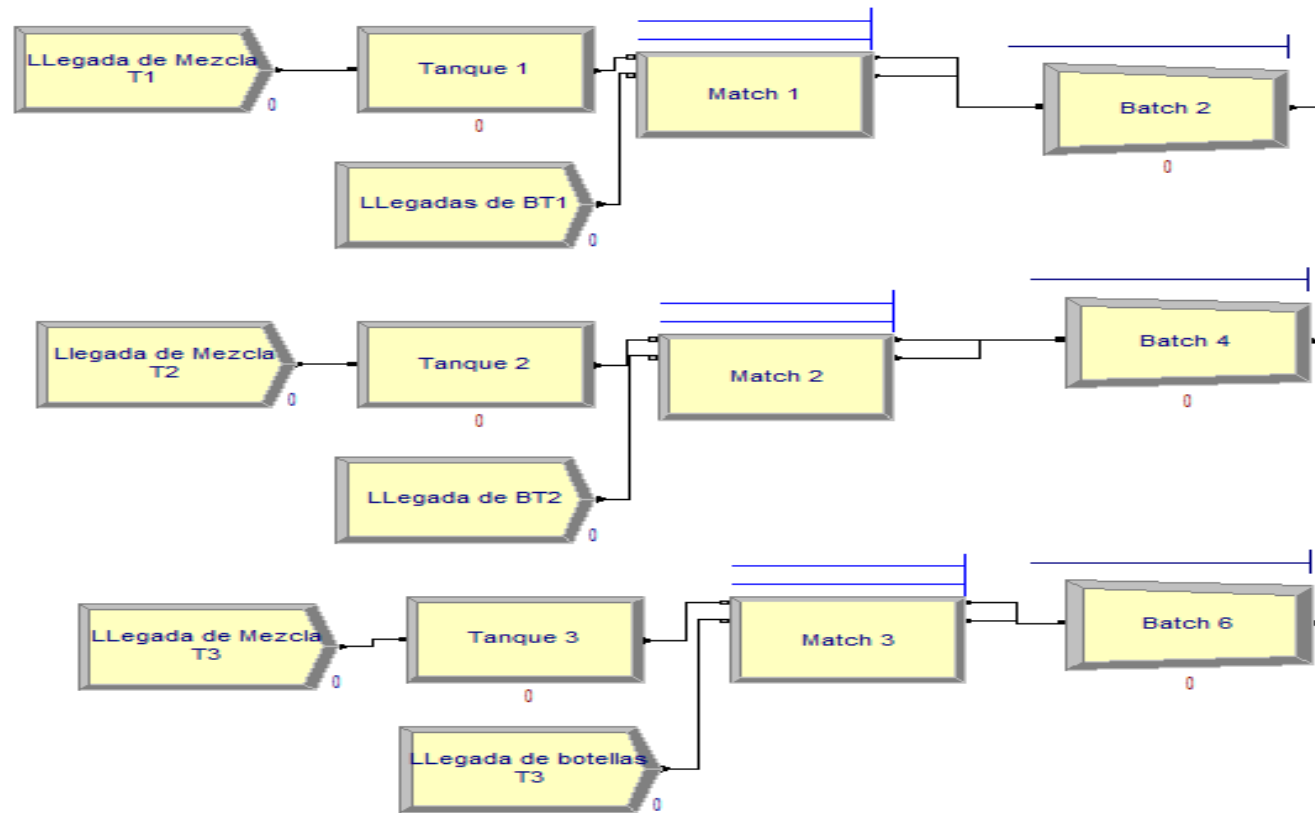 LLegada de Mezcla
T1
0
Tanque 1
0
Match 1
Batch 2
0
LLegadas de BT1
0
Llegada de Mezcla
T2
0
Tanque 2
0
Match 2
Batch 4
0
LLegada de BT2
0
LLegada de Mezcla
T3
0
Tanque 3
0
Match 3
Batch 6
0
LLegada de botellas
T3
0